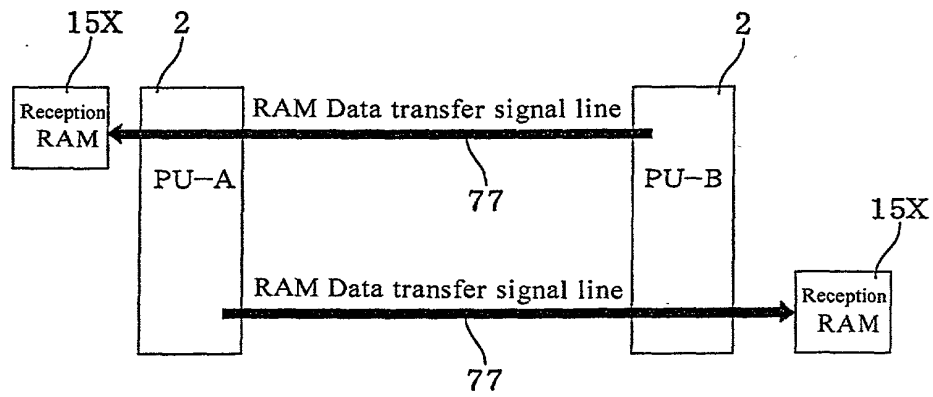 15X
2
2
Reception
RAM
RAM Data transfer signal line
PU-A
PU-B
77
15X
RAM Data transfer signal line
Reception
RAM
77